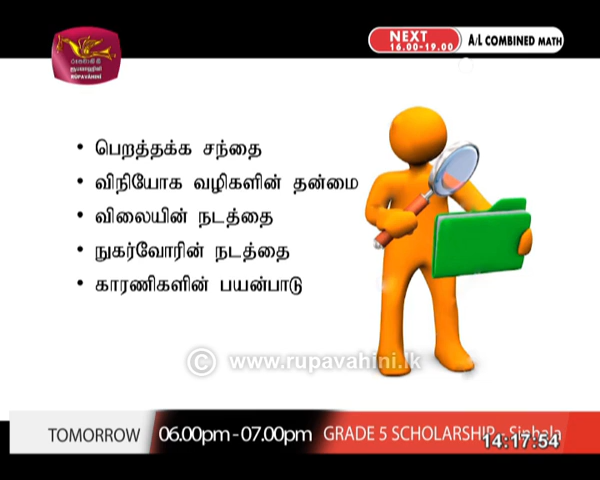 NEXT
16.00-19.00
A/L COMBINED MATH
RUPAVAHINI
• பெறத்தக்க சந்தை
• விநியோக வழிகளின் தன்மை
• விலையின் நடத்தை
• நுகர்வோரின் நடத்தை
• காரணிகளின் பயன்பாடு
© www.rupavahini.lk
TOMORROW 06.00pm - 07.00pm GRADE 5 SCHOLARSHIP - Sinhala
14:17:54